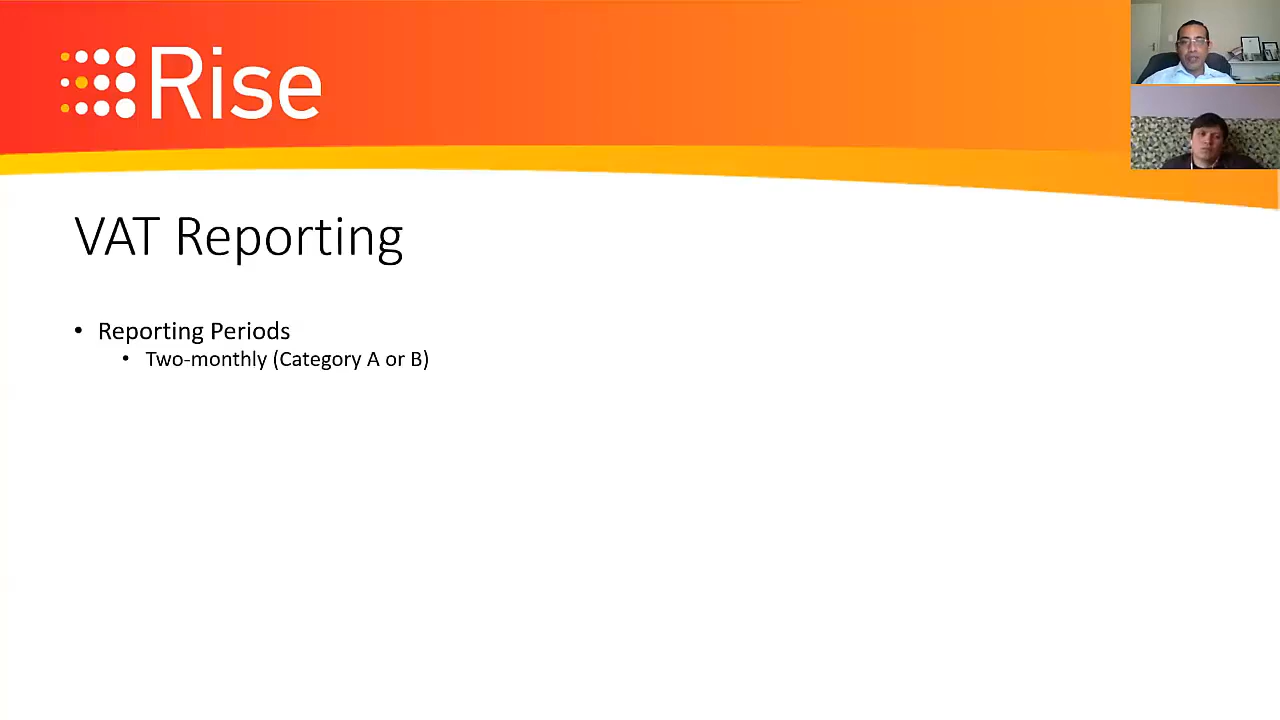 Rise
VAT Reporting
• Reporting Periods
• Two-monthly (Category A or B)